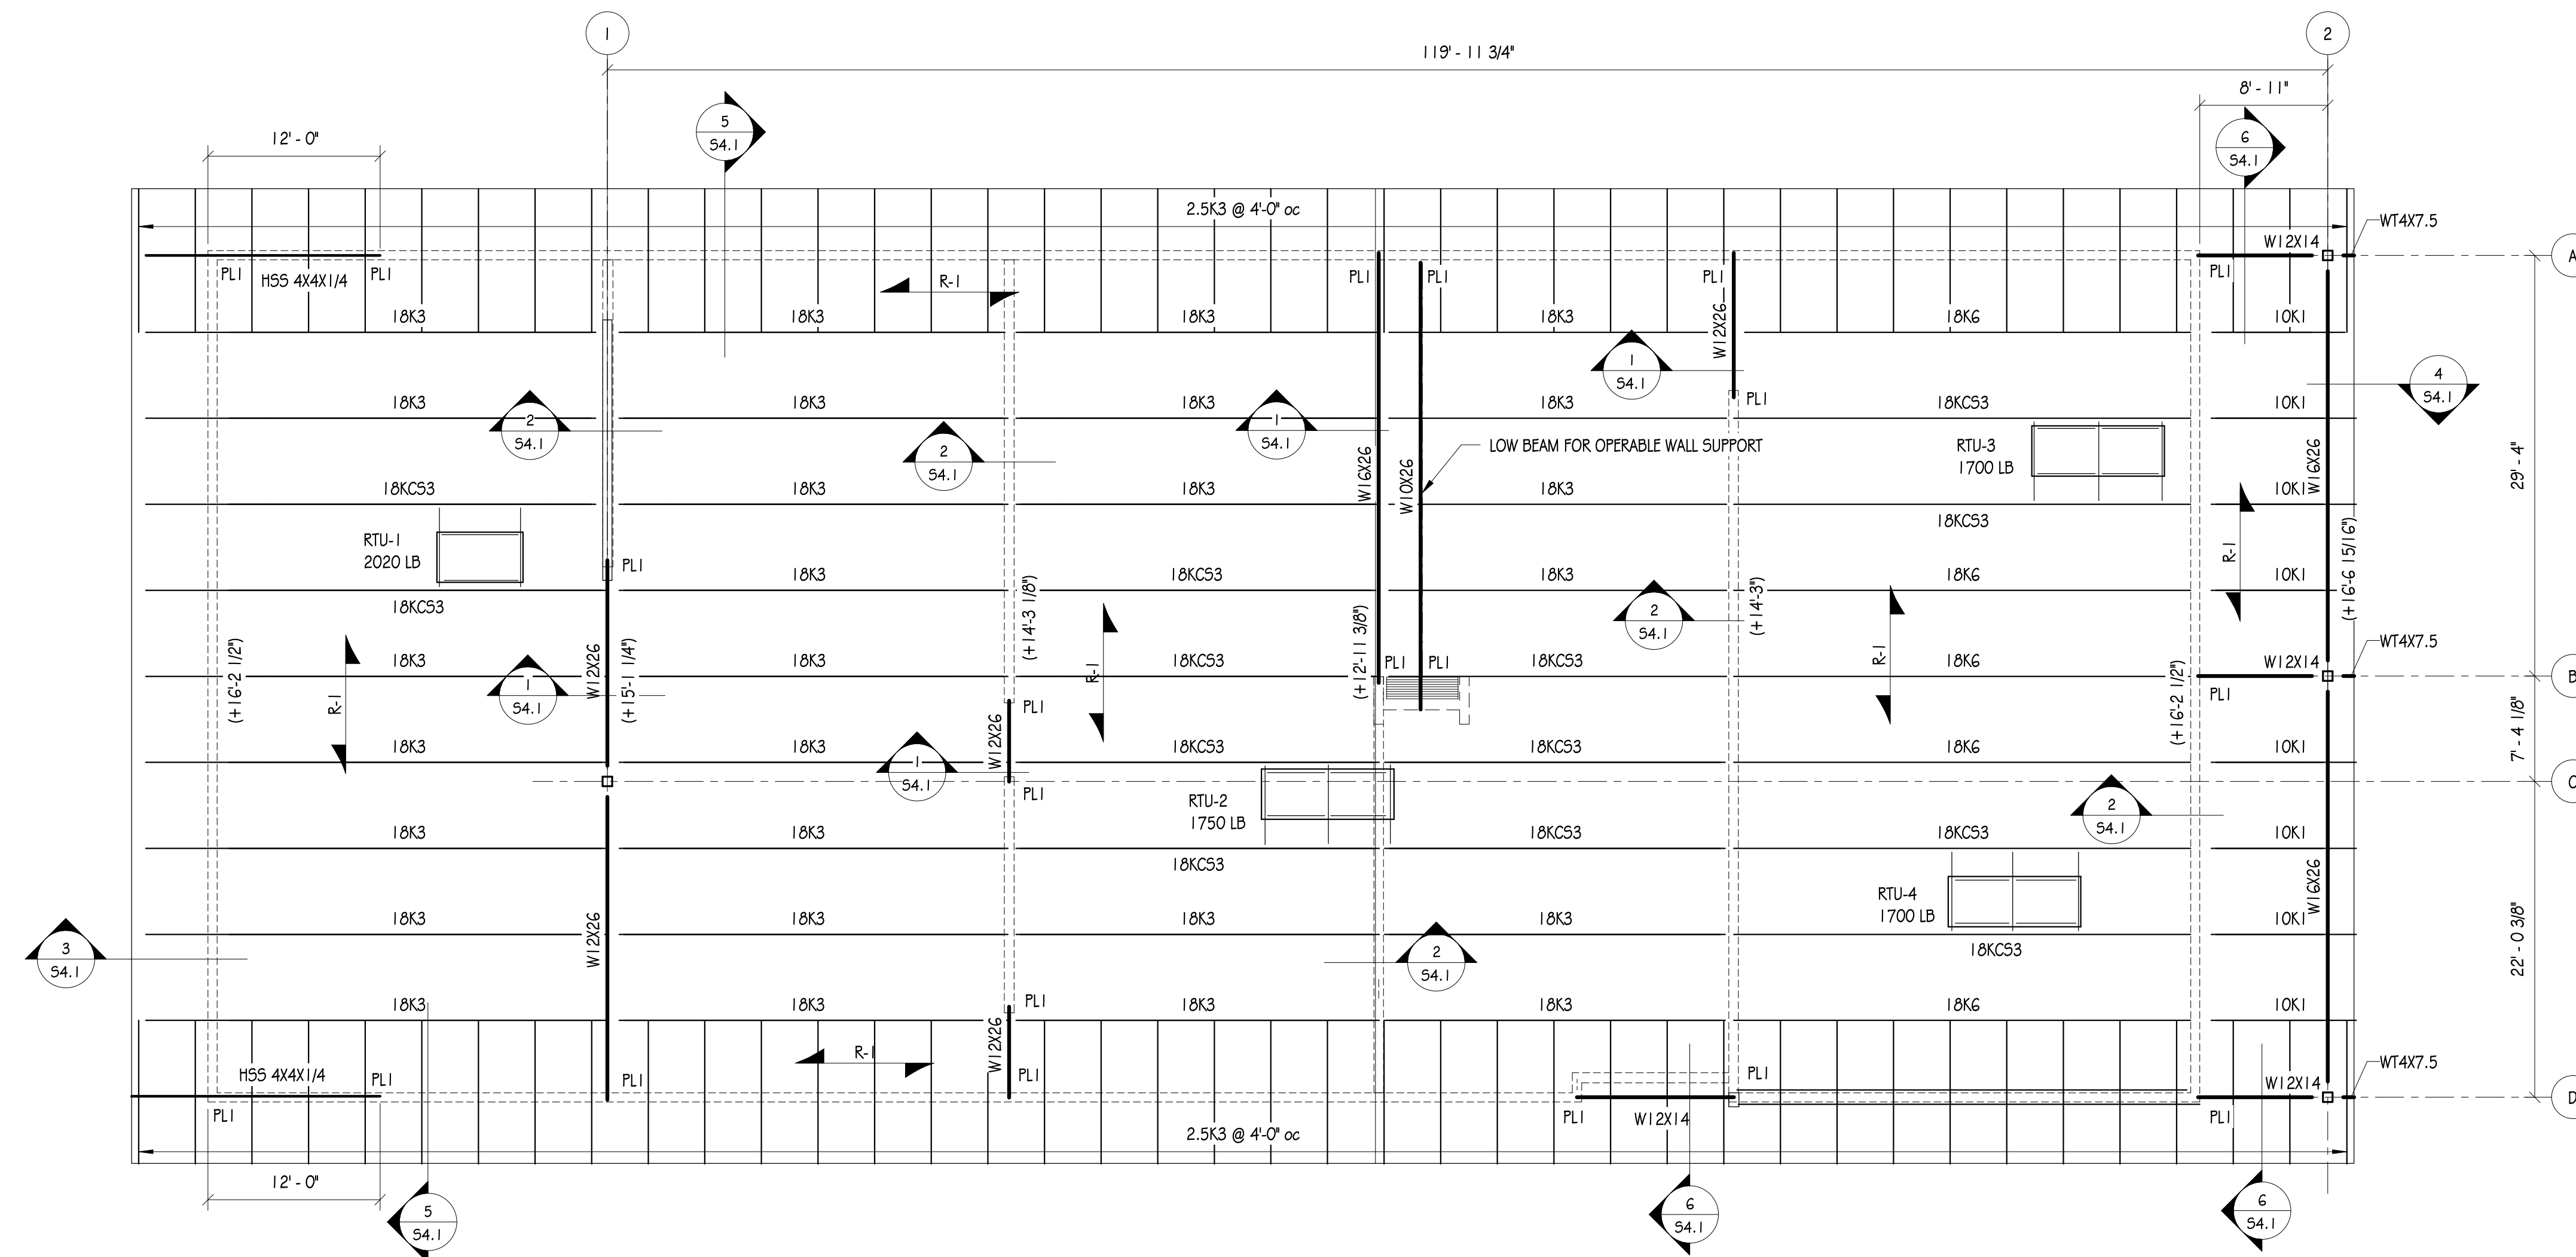 1
2
119' - 11 3/4"
8' - 11"
12' - 0"
5
S4.1
6
S4.1
2.5K3 @ 4'-0" oc
WT4X7.5
W12X14
A
PL1
HSS 4X4X1/4
PL1
R-1
PL1
PL1
PL1
PL1
18K3
18K3
18K3
18K3
18K6
10K1
W12X26
1
S4.1
4
S4.1
PL1
18K3
18K3
18K3
18K3
18KCS3
10K1
2
S4.1
2
S4.1
1
S4.1
LOW BEAM FOR OPERABLE WALL SUPPORT
RTU-3
1700 LB
W16X26
W10X26
W16X26
29' - 4"
18KCS3
18K3
18K3
18K3
10K1
18KCS3
RTU-1
2020 LB
PL1
R-1
(+16'-6 15/16")
18K3
18KCS3
18K3
18K6
10K1
18KCS3
(+14'-3 1/8")
2
S4.1
(+14'-3")
(+16'-2 1/2")
R-1
18K3
1
S4.1
W12X26
(+15'-1 1/4")
18K3
R-1
18KCS3
(+12'-11 3/8")
PL1
PL1
18KCS3
R-1
18K6
(+16'-2 1/2")
W12X14
PL1
WT4X7.5
B
PL1
W12X26
7' - 4 1/8"
18K3
18K3
18KCS3
18KCS3
18K6
10K1
1
S4.1
PL1
C
RTU-2
1750 LB
2
S4.1
18K3
18K3
18KCS3
18KCS3
10K1
18KCS3
W16X26
RTU-4
1700 LB
22' - 0 3/8"
3
S4.1
18K3
W12X26
18K3
18K3
18K3
10K1
2
S4.1
18KCS3
18K3
18K3
18K3
18K3
18K6
10K1
PL1
W12X26
R-1
HSS 4X4X1/4
PL1
PL1
PL1
PL1
WT4X7.5
W12X14
PL1
PL1
W12X14
PL1
D
2.5K3 @ 4'-0" oc
12' - 0"
5
S4.1
6
S4.1
6
S4.1